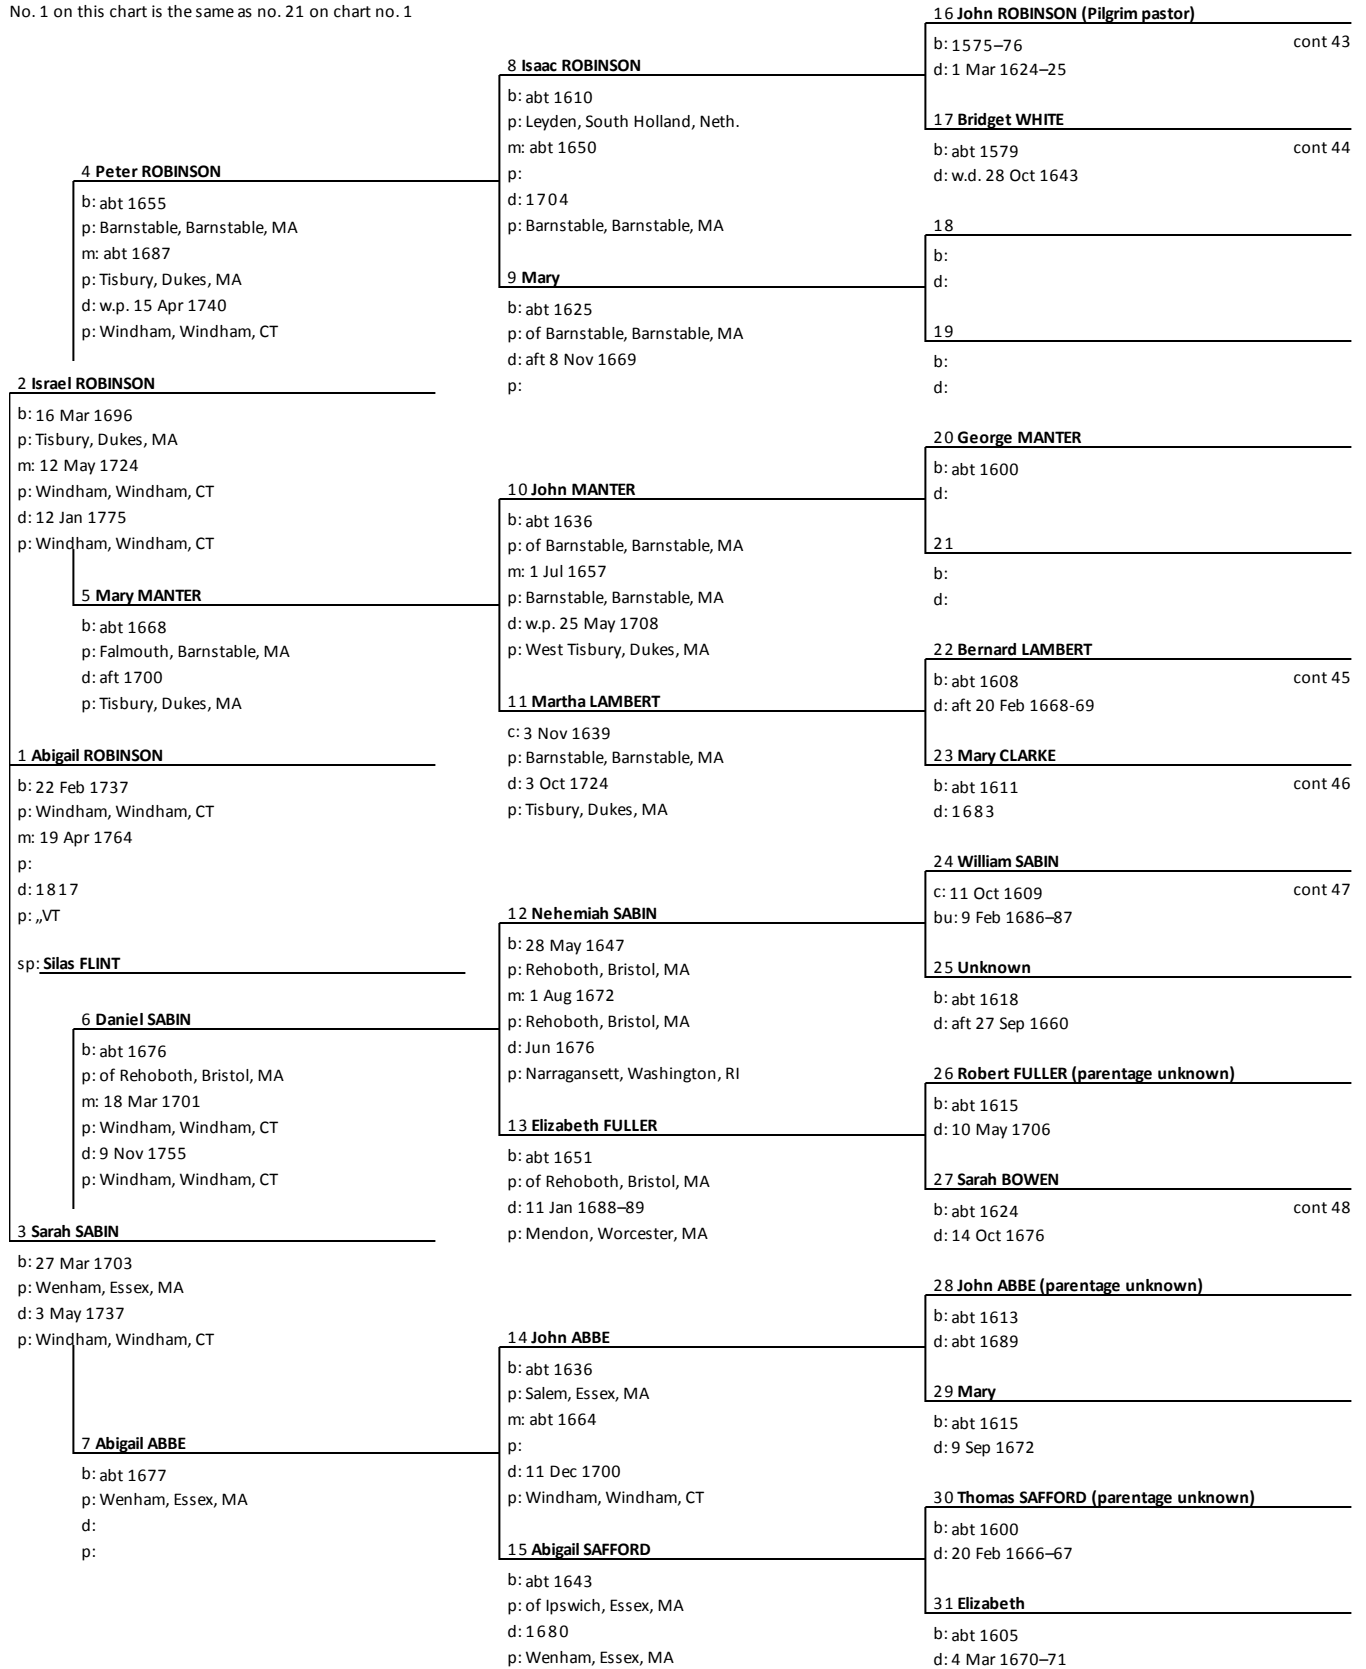 No. 1 on this chart is the same as no. 21 on chart no. 1
4 Peter ROBINSON
b: abt 1655
p: Barnstable, Barnstable, MA
m: abt 1687
p: Tisbury, Dukes, MA
d: w.p. 15 Apr 1740
p: Windham, Windham, CT
2 Israel ROBINSON
b: 16 Mar 1696
p: Tisbury, Dukes, MA
m: 12 May 1724
p: Windham, Windham, CT
d: 12 Jan 1775
p: Windham, Windham, CT
5 Mary MANTER
b: abt 1668
p: Falmouth, Barnstable, MA
d: aft 1700
p: Tisbury, Dukes, MA
1 Abigail ROBINSON
b: 22 Feb 1737
p: Windham, Windham, CT
m: 19 Apr 1764
p:
d: 1817
p: ,,VT
sp: Silas FLINT
6 Daniel SABIN
b: abt 1676
p: of Rehoboth, Bristol, MA
m: 18 Mar 1701
p: Windham, Windham, CT
d: 9 Nov 1755
p: Windham, Windham, CT
3 Sarah SABIN
b: 27 Mar 1703
p: Wenham, Essex, MA
d: 3 May 1737
p: Windham, Windham, CT
7 Abigail ABBE
b: abt 1677
p: Wenham, Essex, MA
d:
p:
8 Isaac ROBINSON
b: abt 1610
p: Leyden, South Holland, Neth.
m: abt 1650
p:
d: 1704
p: Barnstable, Barnstable, MA
9 Mary
b: abt 1625
p: of Barnstable, Barnstable, MA
d: aft 8 Nov 1669
p:
10 John MANTER
b: abt 1636
p: of Barnstable, Barnstable, MA
m: 1 Jul 1657
p: Barnstable, Barnstable, MA
d: w.p. 25 May 1708
p: West Tisbury, Dukes, MA
11 Martha LAMBERT
c: 3 Nov 1639
p: Barnstable, Barnstable, MA
d: 3 Oct 1724
p: Tisbury, Dukes, MA
12 Nehemiah SABIN
b: 28 May 1647
p: Rehoboth, Bristol, MA
m: 1 Aug 1672
p: Rehoboth, Bristol, MA
d: Jun 1676
p: Narragansett, Washington, RI
13 Elizabeth FULLER
b: abt 1651
p: of Rehoboth, Bristol, MA
d: 11 Jan 1688–89
p: Mendon, Worcester, MA
14 John ABBE
b: abt 1636
p: Salem, Essex, MA
m: abt 1664
p:
d: 11 Dec 1700
p: Windham, Windham, CT
15 Abigail SAFFORD
b: abt 1643
p: of Ipswich, Essex, MA
d: 1680
p: Wenham, Essex, MA
16 John ROBINSON (Pilgrim pastor)
b: 1575–76 cont 43
d: 1 Mar 1624–25
17 Bridget WHITE
b: abt 1579 cont 44
d: w.d. 28 Oct 1643
18
b:
d:
19
b:
d:
20 George MANTER
b: abt 1600
d:
21
b:
d:
22 Bernard LAMBERT
b: abt 1608 cont 45
d: aft 20 Feb 1668-69
23 Mary CLARKE
b: abt 1611 cont 46
d: 1683
24 William SABIN
c: 11 Oct 1609 cont 47
bu: 9 Feb 1686–87
25 Unknown
b: abt 1618
d: aft 27 Sep 1660
26 Robert FULLER (parentage unknown)
b: abt 1615
d: 10 May 1706
27 Sarah BOWEN
b: abt 1624 cont 48
d: 14 Oct 1676
28 John ABBE (parentage unknown)
b: abt 1613
d: abt 1689
29 Mary
b: abt 1615
d: 9 Sep 1672
30 Thomas SAFFORD (parentage unknown)
b: abt 1600
d: 20 Feb 1666–67
31 Elizabeth
b: abt 1605
d: 4 Mar 1670–71